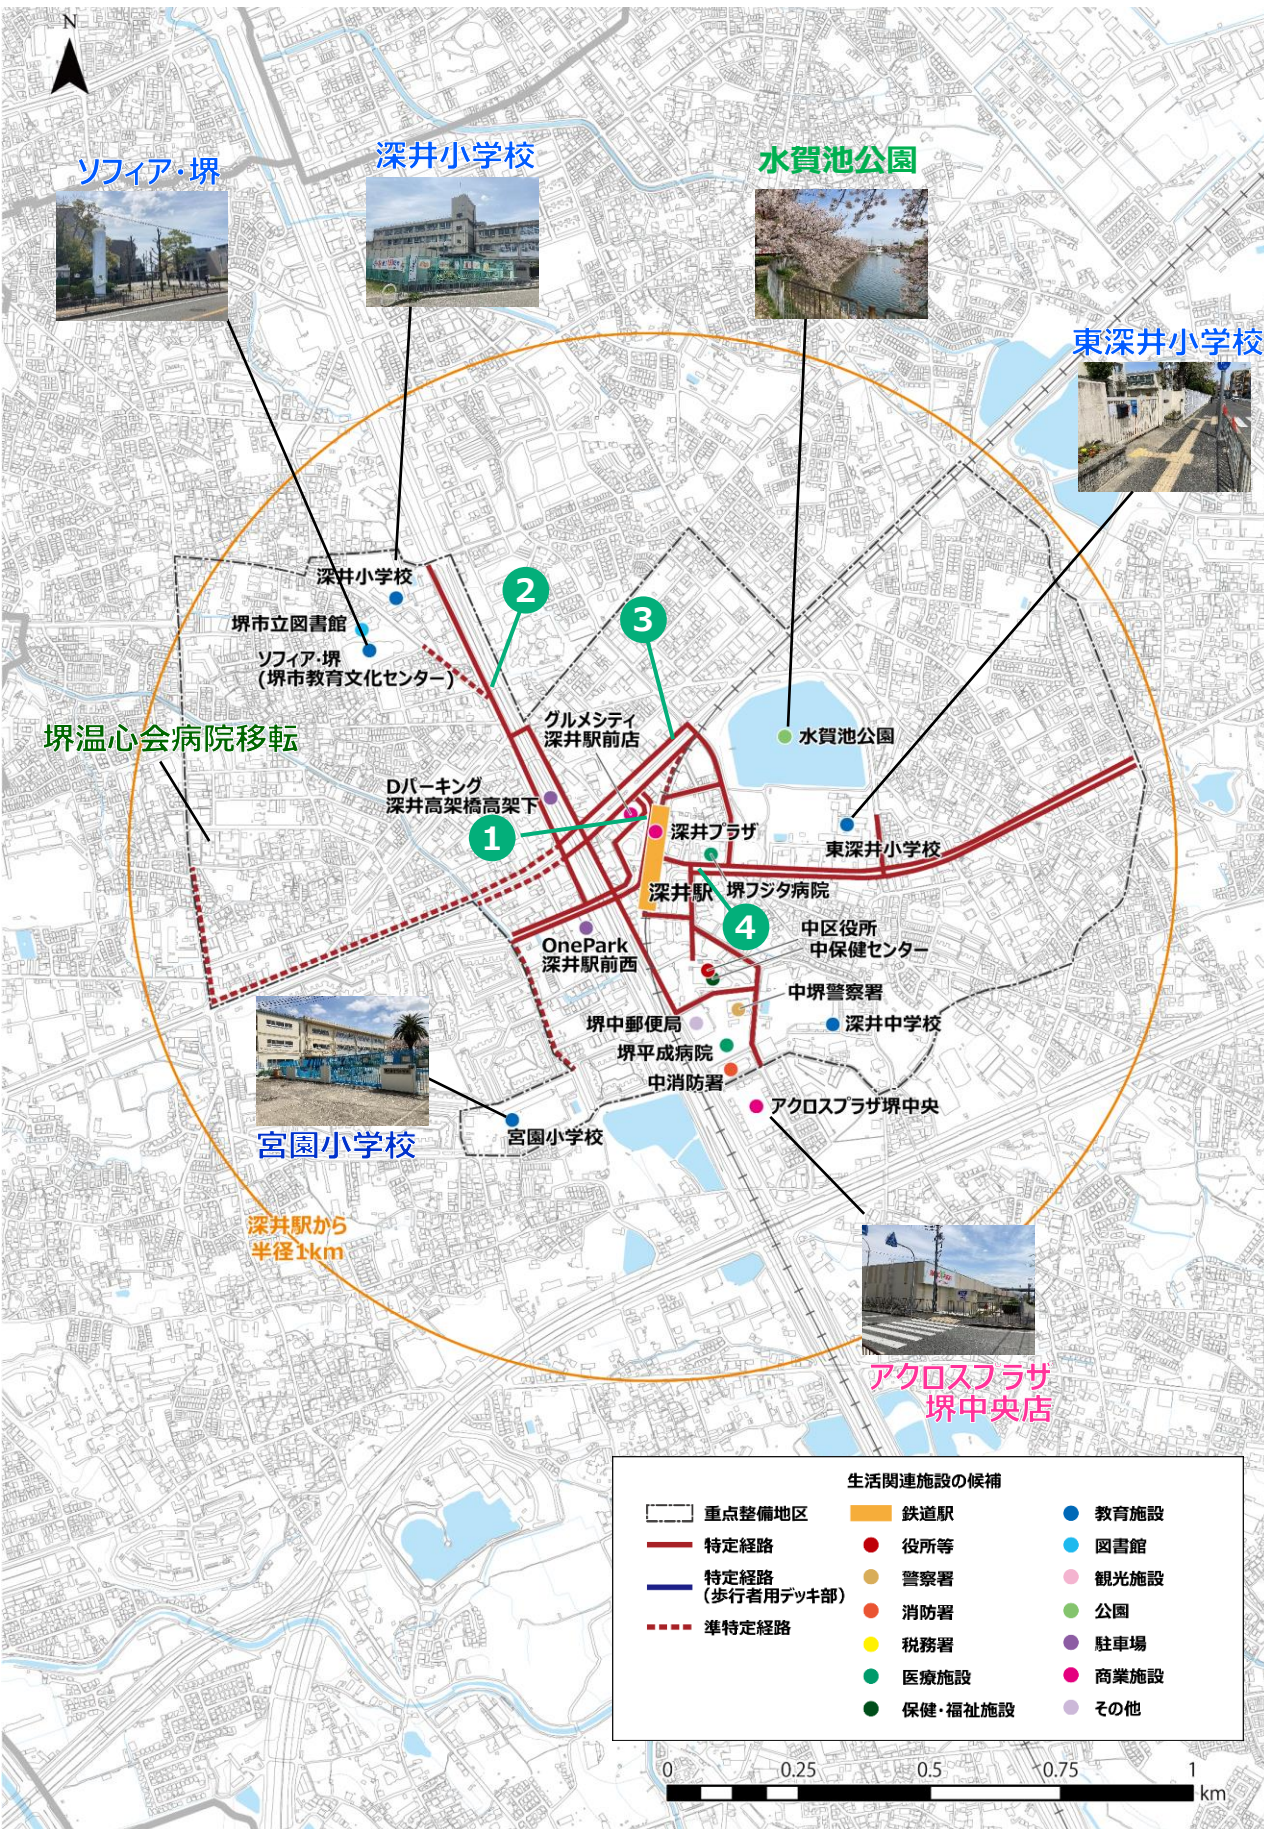 N
ソフィア・堺
深井小学校
水賀池公園
東深井小学校
深井小学校
堺市立図書館
ソフィア・堺
(堺市教育文化センター)
2
3
堺温心会病院移転
グルメシティ
深井駅前店
水賀池公園
Dパーキング
深井高架橋高架下
1
深井プラザ
東深井小学校
深井駅
堺フジタ病院
4
中区役所
中保健センター
OnePark
深井駅前西
中堺警察署
堺中郵便局
深井中学校
堺平成病院
中消防署
アクロスプラザ堺中央
宮園小学校
宮園小学校
深井駅から
半径1km
アクロスプラザ
堺中央店
生活関連施設の候補
重点整備地区
鉄道駅
教育施設
特定経路
役所等
図書館
特定経路
(歩行者用デッキ部)
警察署
観光施設
消防署
公園
準特定経路
税務署
駐車場
医療施設
商業施設
保健・福祉施設
その他
0 0.25 0.5 0.75 1
km